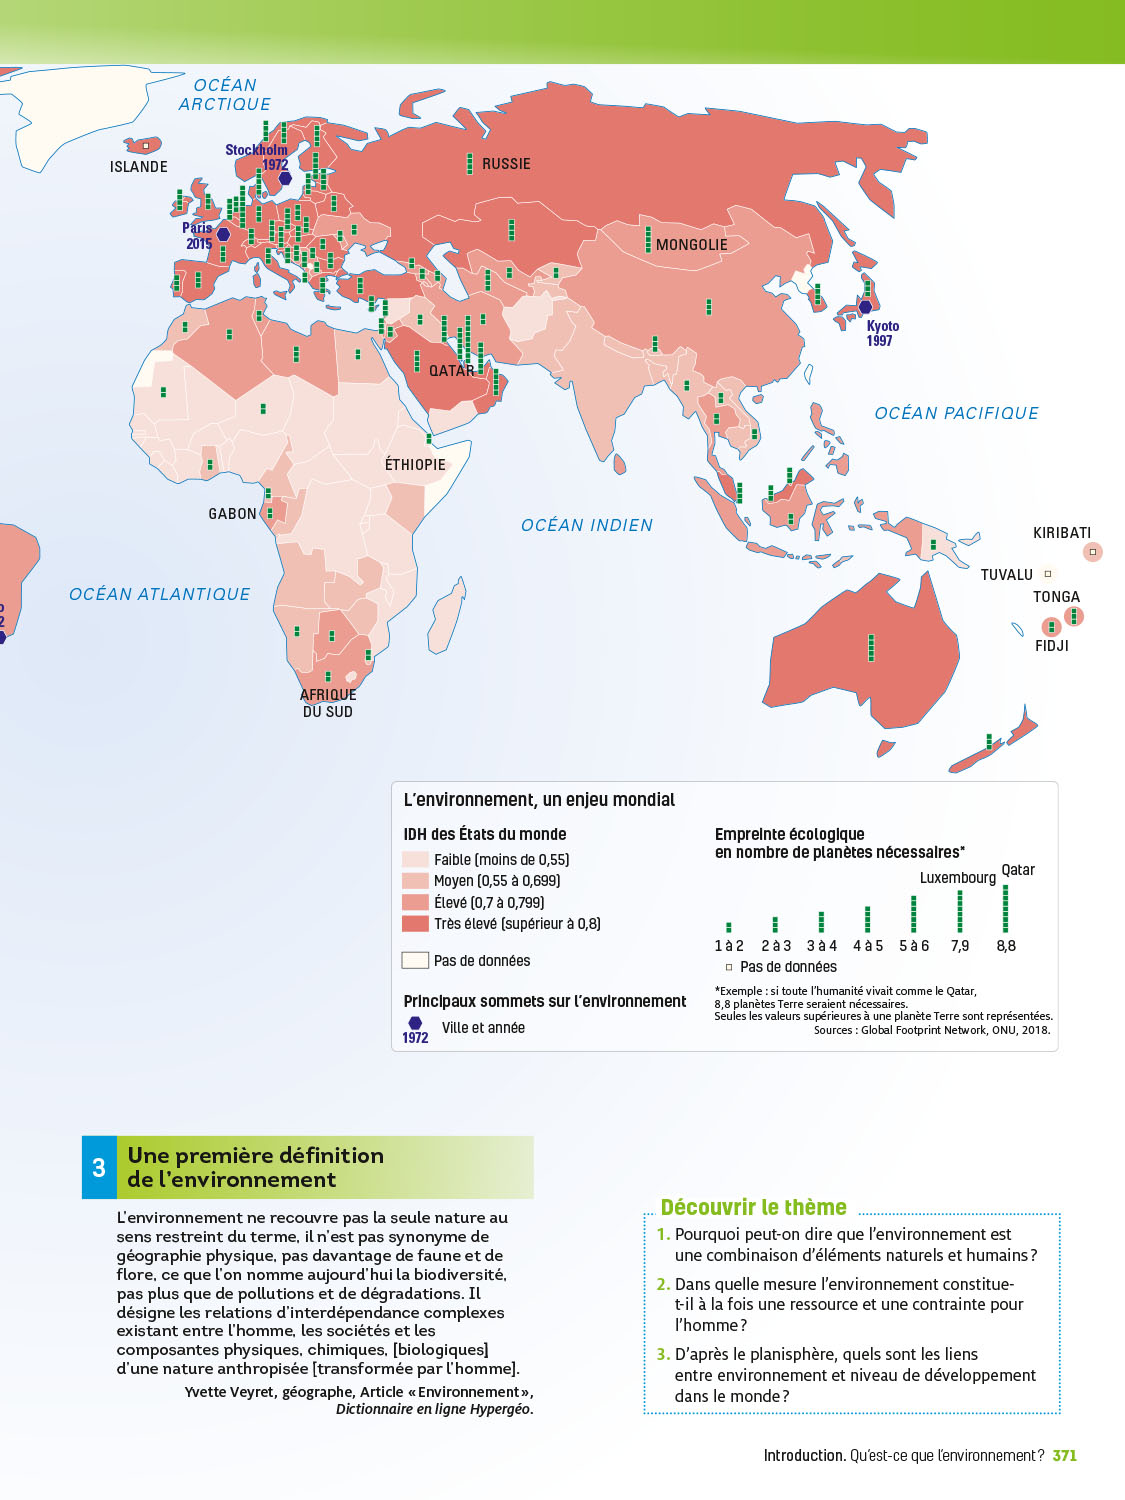 OCÉAN
ARCTIQUE
ISLANDE
Stockholm
1972
RUSSIE
Paris
2015
MONGOLIE
Kyoto
1997
QATAR
OCÉAN PACIFIQUE
ÉTHIOPIE
GABON
OCÉAN INDIEN
KIRIBATI
TUVALU
TONGA
FIDJI
OCÉAN ATLANTIQUE
o
2
AFRIQUE
DU SUD
L'environnement, un enjeu mondial
IDH des États du monde
Faible (moins de 0,55)
Moyen (0,55 à 0,699)
Élevé (0,7 à 0,799)
Très élevé (supérieur à 0,8)
Pas de données
Principaux sommets sur l'environnement
1972
Ville et année
Empreinte écologique
en nombre de planètes nécessaires*
Luxembourg Qatar
1 à 2 2 à 3 3 à 4 4 à 5 5 à 6 7,9 8,8
Pas de données
*Exemple : si toute l'humanité vivait comme le Qatar,
8,8 planètes Terre seraient nécessaires.
Seules les valeurs supérieures à une planète Terre sont représentées.
Sources : Global Footprint Network, ONU, 2018.
3
Une première définition
de l'environnement
L'environnement ne recouvre pas la seule nature au
sens restreint du terme, il n'est pas synonyme de
géographie physique, pas davantage de faune et de
flore, ce que l'on nomme aujourd'hui la biodiversité,
pas plus que de pollutions et de dégradations. Il
désigne les relations d'interdépendance complexes
existant entre l'homme, les sociétés et les
composantes physiques, chimiques, [biologiques]
d'une nature anthropisée [transformée par l'homme].
Yvette Veyret, géographe, Article « Environnement »,
Dictionnaire en ligne Hypergéo.
Découvrir le thème
1. Pourquoi peut-on dire que l'environnement est
une combinaison d'éléments naturels et humains ?
2. Dans quelle mesure l'environnement constitue-
t-il à la fois une ressource et une contrainte pour
l'homme ?
3. D'après le planisphère, quels sont les liens
entre environnement et niveau de développement
dans le monde ?
Introduction. Qu'est-ce que l'environnement ? 371